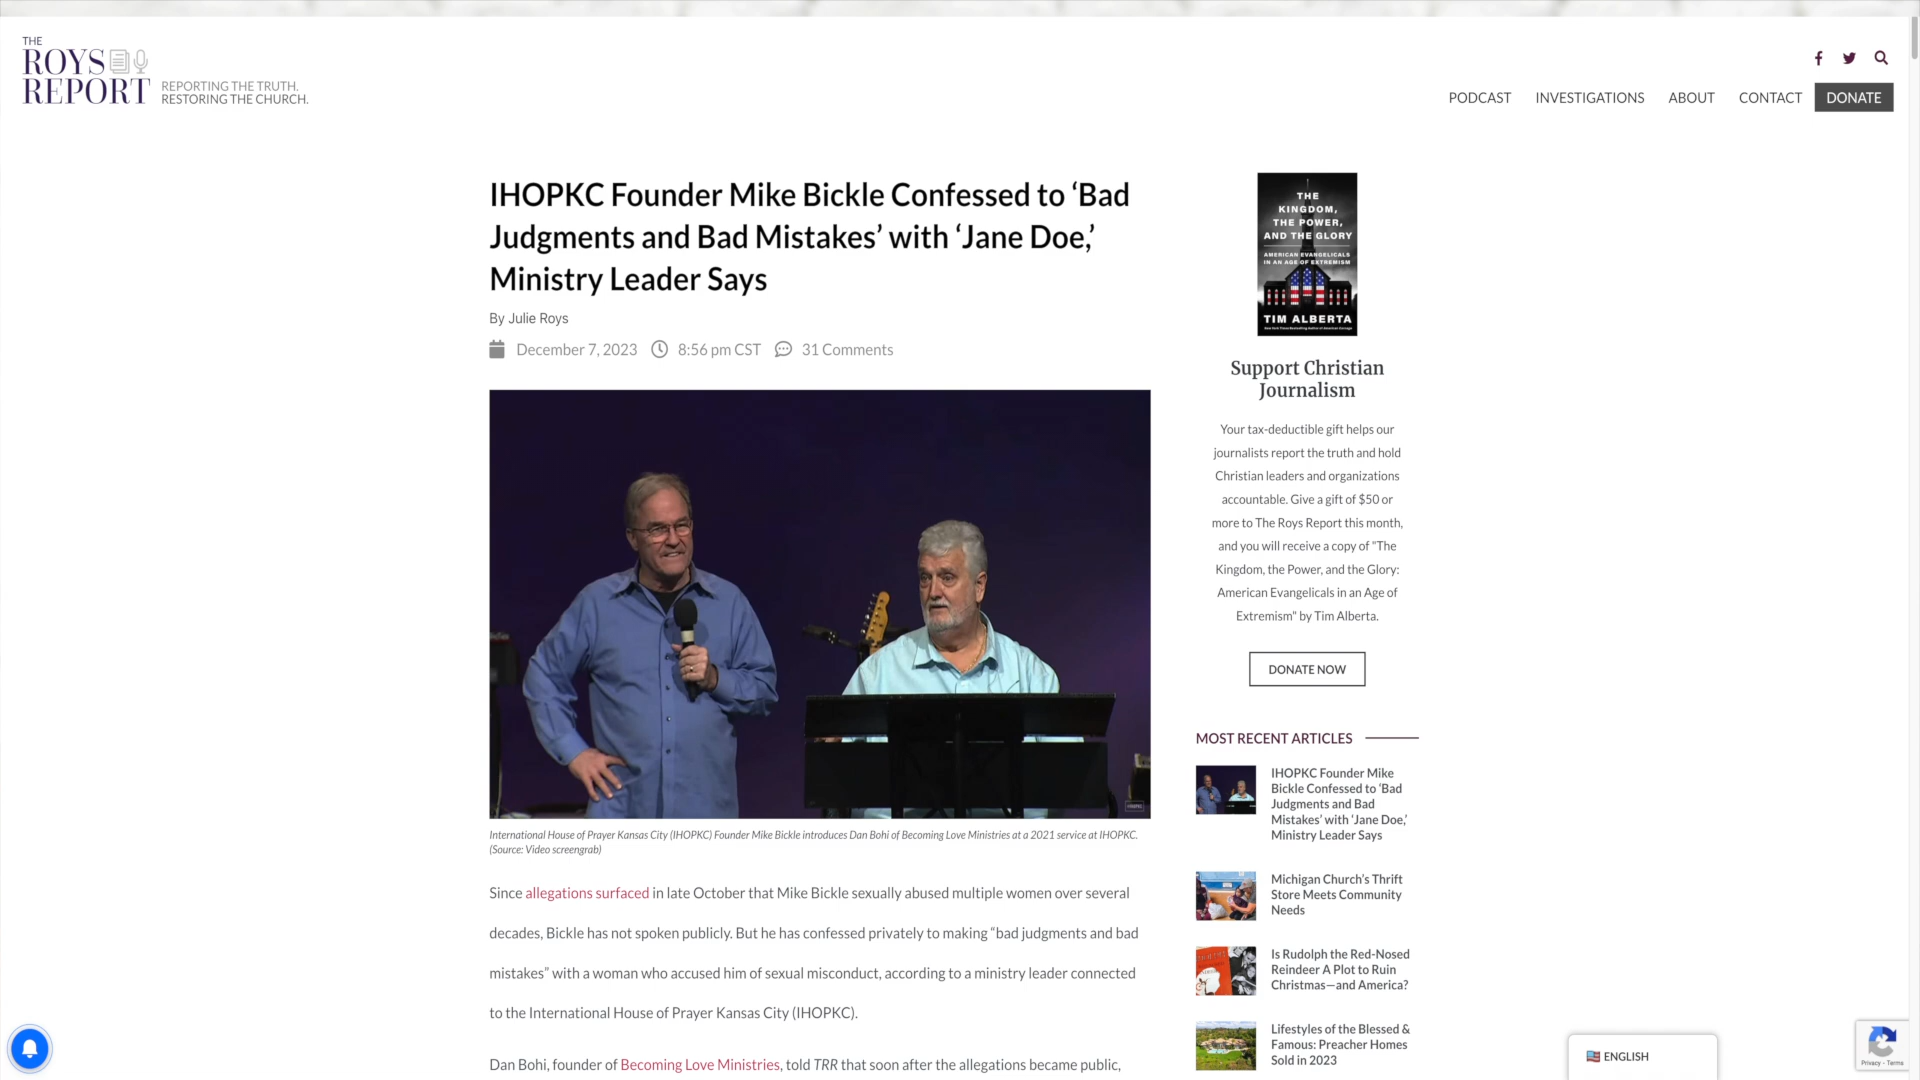 THE
ROYS
REPORT
REPORTING THE TRUTH.
RESTORING THE CHURCH.
PODCAST INVESTIGATIONS ABOUT CONTACT DONATE
IHOPKC Founder Mike Bickle Confessed to ‘Bad
Judgments and Bad Mistakes’ with ‘Jane Doe,’
Ministry Leader Says
By Julie Roys
December 7, 2023 8:56 pm CST 31 Comments
International House of Prayer Kansas City (IHOPKC) Founder Mike Bickle introduces Dan Bohi of Becoming Love Ministries at a 2021 service at IHOPKC.
(Source: Video screengrab)
Since allegations surfaced in late October that Mike Bickle sexually abused multiple women over several
decades, Bickle has not spoken publicly. But he has confessed privately to making “bad judgments and bad
mistakes” with a woman who accused him of sexual misconduct, according to a ministry leader connected
to the International House of Prayer Kansas City (IHOPKC).
Dan Bohi, founder of Becoming Love Ministries, told TRR that soon after the allegations became public,
THE
KINGDOM,
THE POWER,
AND THE GLORY
AMERICAN EVANGELICALS
IN AN AGE OF EXTREMISM
TIM ALBERTA
Support Christian
Journalism
Your tax-deductible gift helps our
journalists report the truth and hold
Christian leaders and organizations
accountable. Give a gift of $50 or
more to The Roys Report this month,
and you will receive a copy of "The
Kingdom, the Power, and the Glory:
American Evangelicals in an Age of
Extremism" by Tim Alberta.
DONATE NOW
MOST RECENT ARTICLES
IHOPKC Founder Mike
Bickle Confessed to ‘Bad
Judgments and Bad
Mistakes’ with ‘Jane Doe,’
Ministry Leader Says
Michigan Church’s Thrift
Store Meets Community
Needs
Is Rudolph the Red-Nosed
Reindeer A Plot to Ruin
Christmas—and America?
Lifestyles of the Blessed &
Famous: Preacher Homes
Sold in 2023
ENGLISH
Privacy - Terms